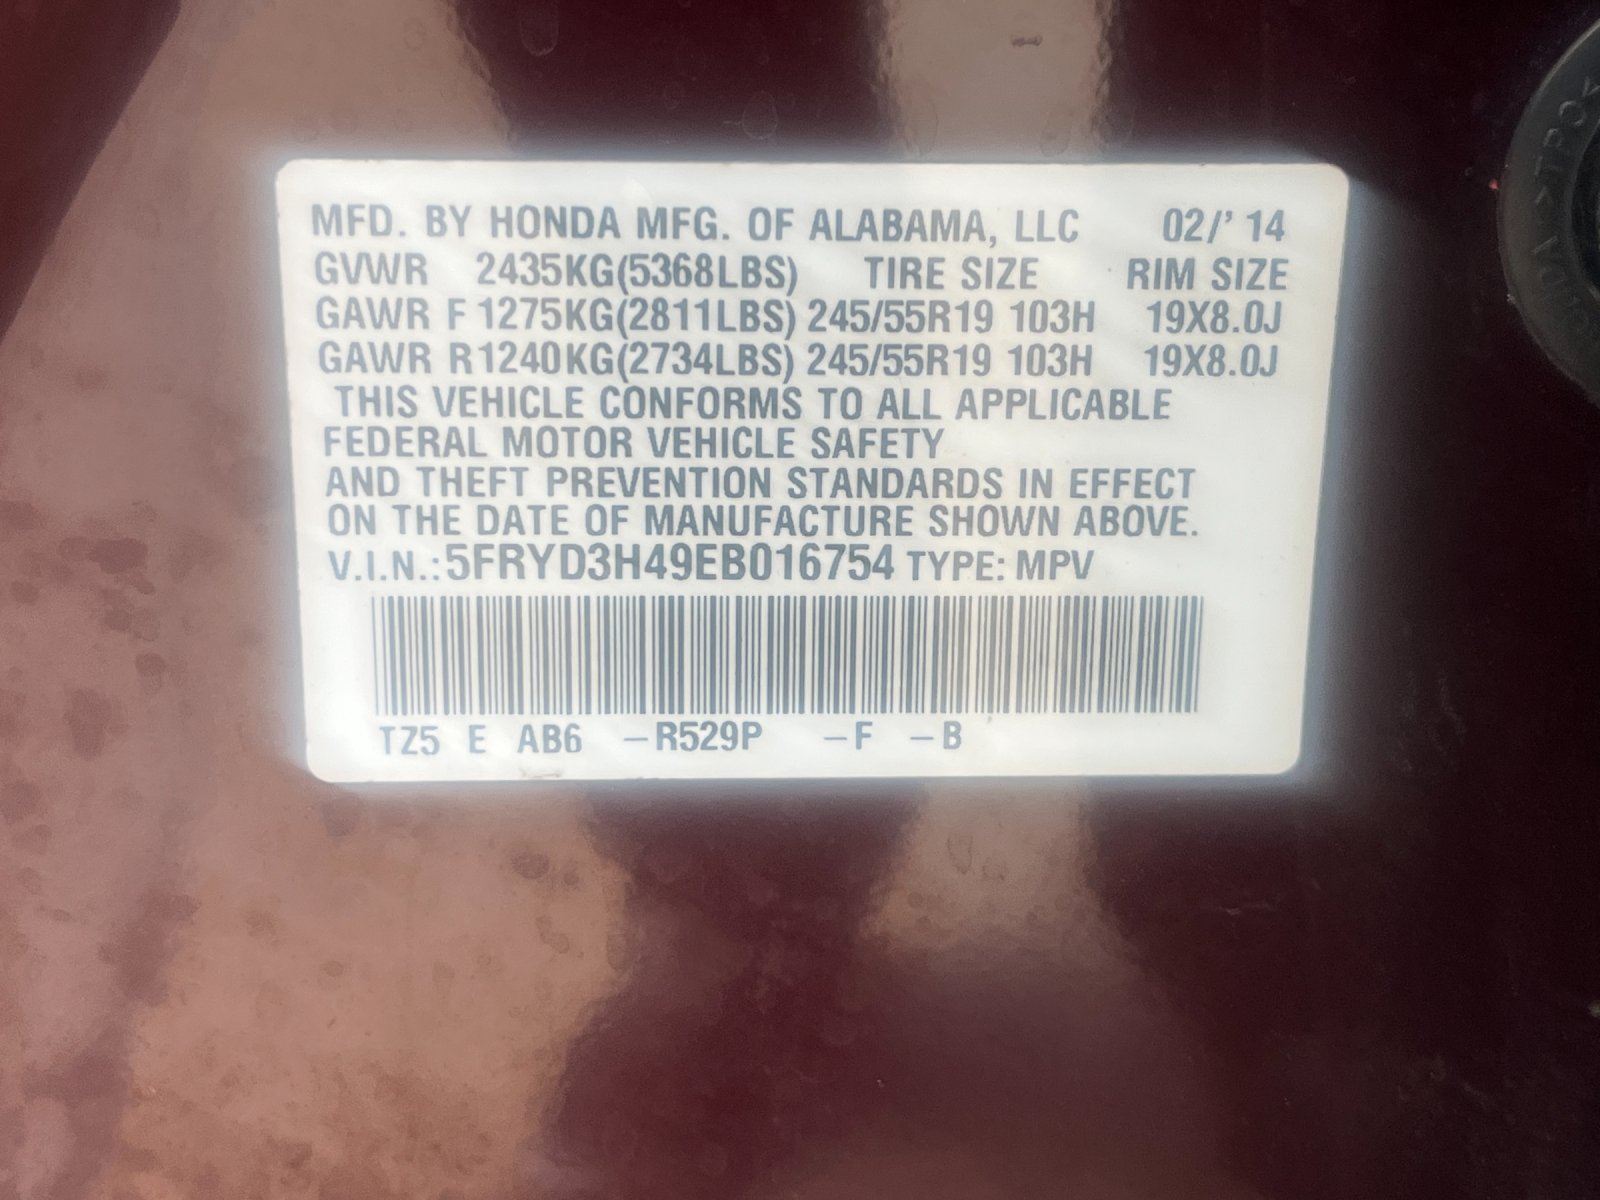 MFD. BY HONDA MFG. OF ALABAMA, LLC 02/' 14
GVWR 2435KG(5368LBS) TIRE SIZE RIM SIZE
GAWR F 1275KG(2811LBS) 245/55R19 103H 19X8.0J
GAWR R 1240KG(2734LBS) 245/55R19 103H 19X8.0J
THIS VEHICLE CONFORMS TO ALL APPLICABLE
FEDERAL MOTOR VEHICLE SAFETY
AND THEFT PREVENTION STANDARDS IN EFFECT
ON THE DATE OF MANUFACTURE SHOWN ABOVE.
V.I.N.: 5FRYD3H49EB016754 TYPE: MPV
TZ5 E AB6 –R529P –F –B